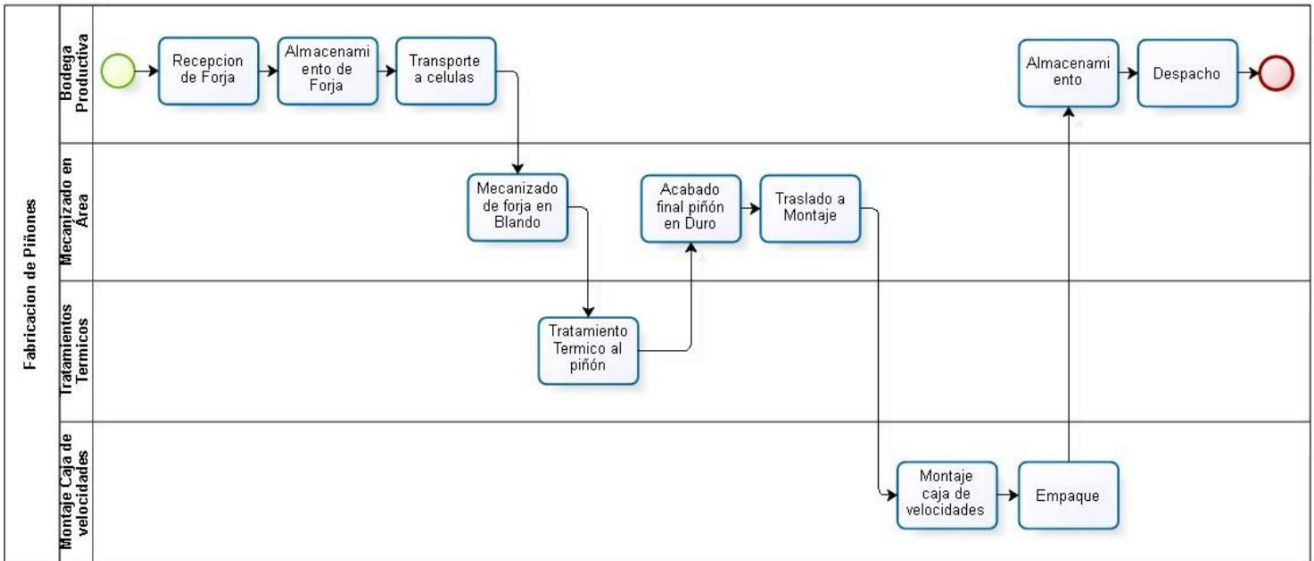 Fabricacion de Piñones
Bodega
Productiva
Recepcion
de Forja
Almacenami
ento de
Forja
Transporte
a celulas
Almacenami
ento
Despacho
Mecanizado en
Área
Mecanizado
de forja en
Blando
Acabado
final piñón
en Duro
Traslado a
Montaje
Tratamientos
Termicos
Tratamiento
Termico al
piñón
Montaje Caja de
velocidades
Montaje
caja de
velocidades
Empaque